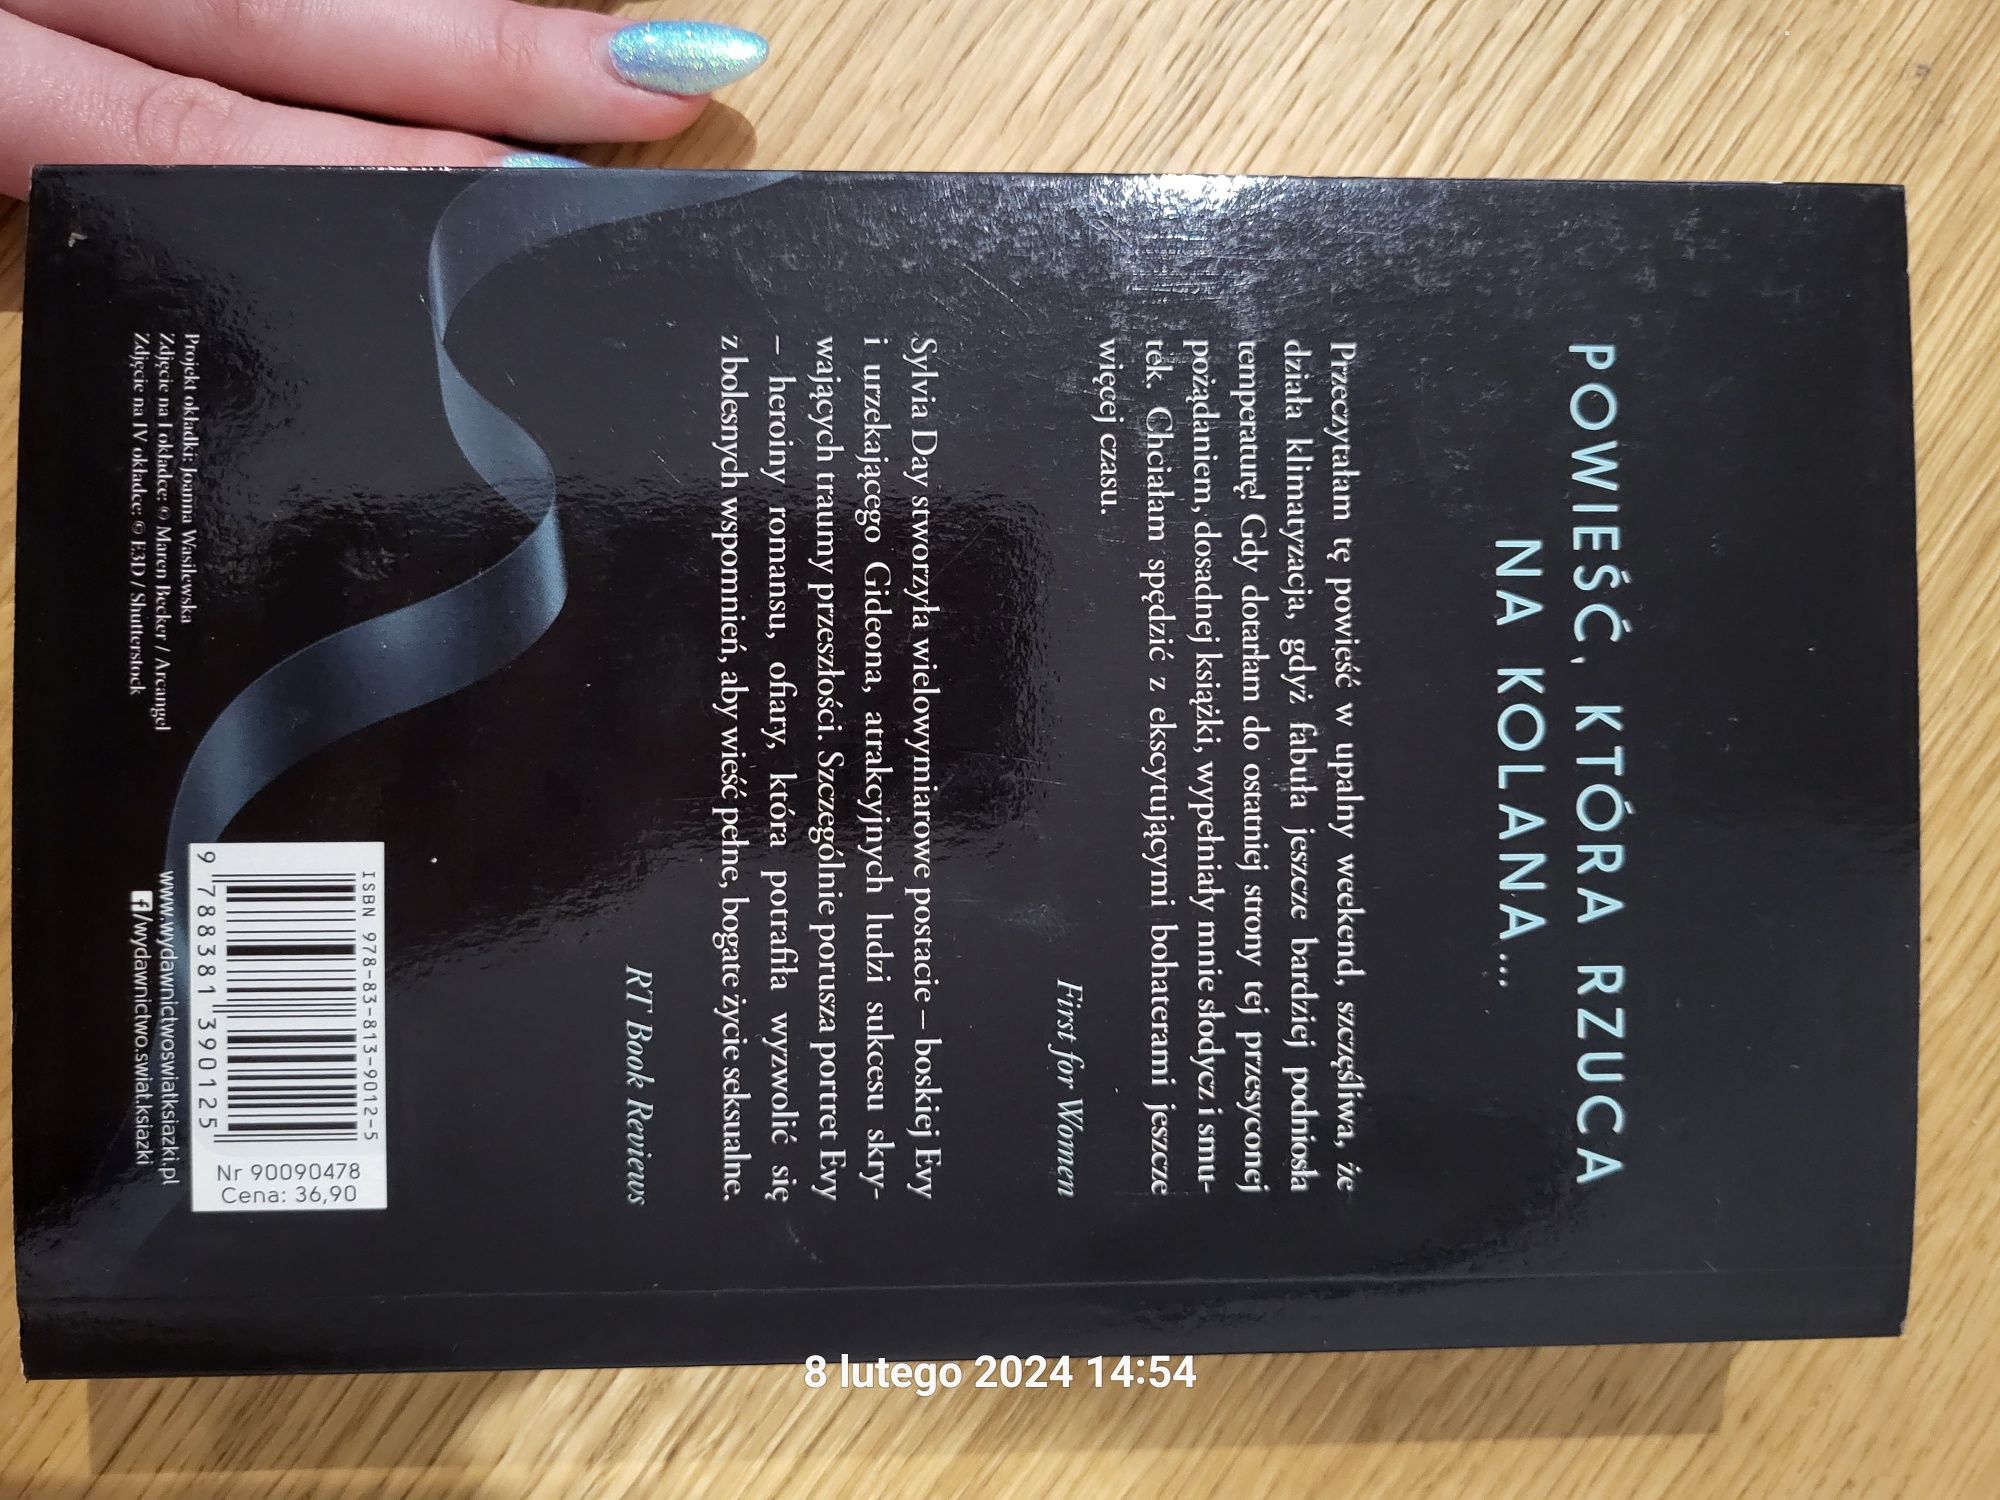 POWIEŚĆ, KTÓRA RZUCA
NA KOLANA...
Przeczytałam tę powieść w upalny weekend, szczęśliwa, że
działa klimatyzacja, gdyż fabuła jeszcze bardziej podniosła
temperaturę! Gdy dotarłam do ostatniej strony tej przesyconej
pożądaniem, dosadnej książki, wypełniały mnie słodycz i smu-
tek. Chciałam spędzić z ekscytującymi bohaterami jeszcze
więcej czasu.
First for Women
Sylvia Day stworzyła wielowymiarowe postacie – boskiej Evy
i urzekającego Gideona, atrakcyjnych ludzi sukcesu skry-
wających traumy przeszłości. Szczególnie porusza portret Evy
– heroiny romansu, ofiary, która potrafiła wyzwolić się
z bolesnych wspomnień, aby wieść pełne, bogate życie seksualne.
RT Book Reviews
ISBN 978-83-813-9012-5
9 788381 390125
Nr 90090478
Cena: 36,90
Projekt okładki: Joanna Wasilewska
Zdjęcie na I okładce: © Maren Becker / Arcangel
Zdjęcie na IV okładce: © E3D / Shutterstock
www.wydawnictwoswiatksiazki.pl
f/wydawnictwo.swiat.ksiazki
8 lutego 2024 14:54